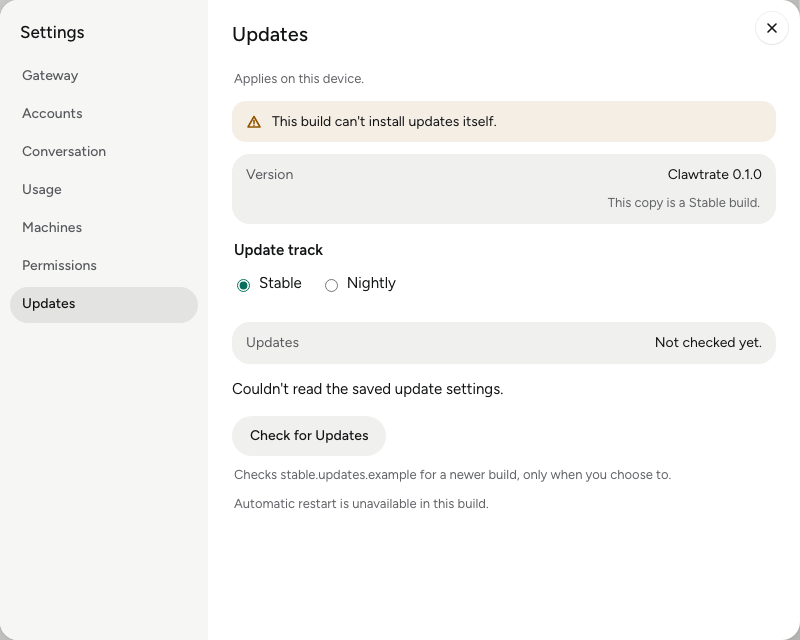 Settings
Gateway
Accounts
Conversation
Usage
Machines
Permissions
Updates
Updates
Applies on this device.
This build can't install updates itself.
Version
Clawtrate 0.1.0
This copy is a Stable build.
Update track
Stable
Nightly
Updates
Not checked yet.
Couldn't read the saved update settings.
Check for Updates
Checks stable.updates.example for a newer build, only when you choose to.
Automatic restart is unavailable in this build.